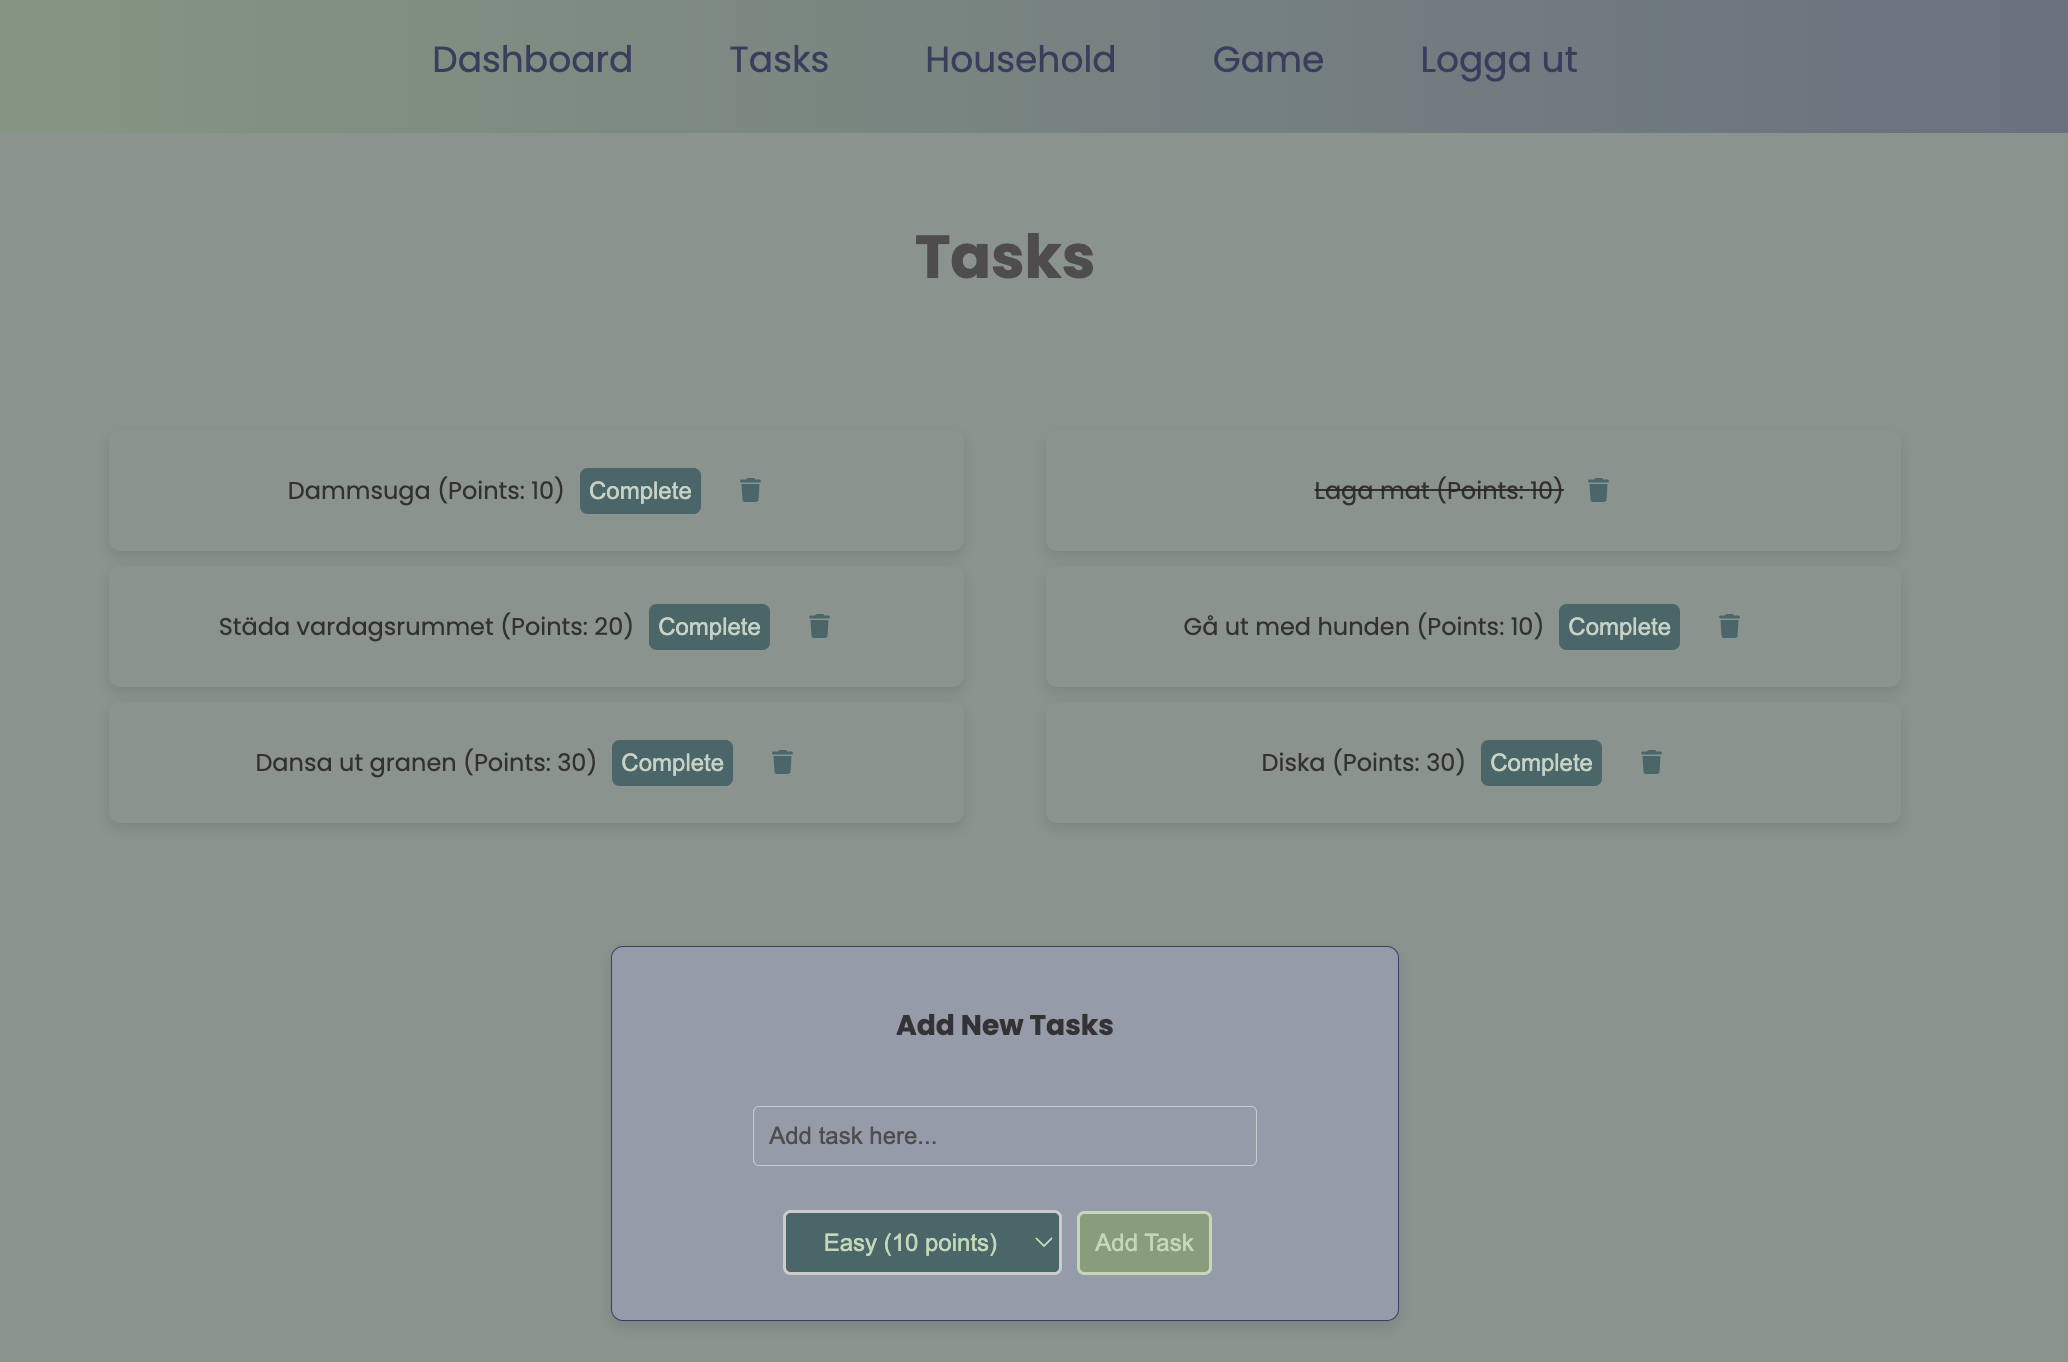 Dashboard Tasks Household Game Logga ut
Tasks
Dammsuga (Points: 10) Complete
Laga mat (Points: 10)
Städa vardagsrummet (Points: 20) Complete
Gå ut med hunden (Points: 10) Complete
Dansa ut granen (Points: 30) Complete
Diska (Points: 30) Complete
Add New Tasks
Add task here...
Easy (10 points) Add Task